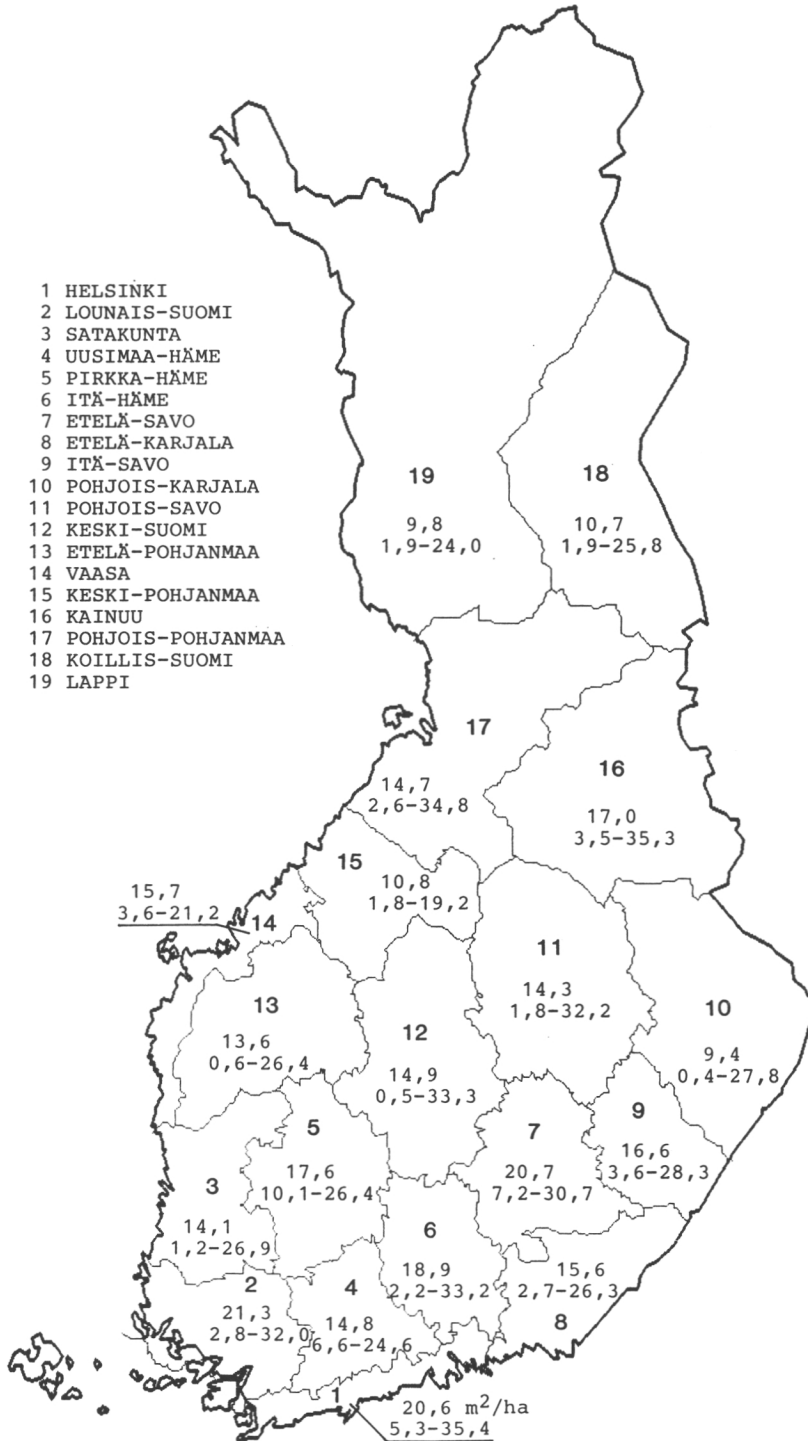 1 HELSINKI
2 LOUNAIS-SUOMI
3 SATAKUNTA
4 UUSIMAA-HÄME
5 PIRKKA-HÄME
6 ITÄ-HÄME
7 ETELÄ-SAVO
8 ETELÄ-KARJALA
9 ITÄ-SAVO
10 POHJOIS-KARJALA
11 POHJOIS-SAVO
12 KESKI-SUOMI
13 ETELÄ-POHJANMAA
14 VAASA
15 KESKI-POHJANMAA
16 KAINUU
17 POHJOIS-POHJANMAA
18 KOILLIS-SUOMI
19 LAPPI
19
9,8
1,9-24,0
18
10,7
1,9-25,8
17
14,7
2,6-34,8
16
17,0
3,5-35,3
15
10,8
1,8-19,2
15,7
3,6-21,2
14
11
14,3
1,8-32,2
13
13,6
0,6-26,4
12
14,9
0,5-33,3
10
9,4
0,4-27,8
9
16,6
3,6-28,3
5
17,6
10,1-26,4
7
20,7
7,2-30,7
3
14,1
1,2-26,9
6
18,9
2,2-33,2
2
21,3
2,8-32,0
4
14,8
6,6-24,6
15,6
2,7-26,3
8
1
20,6 m²/ha
5,3-35,4